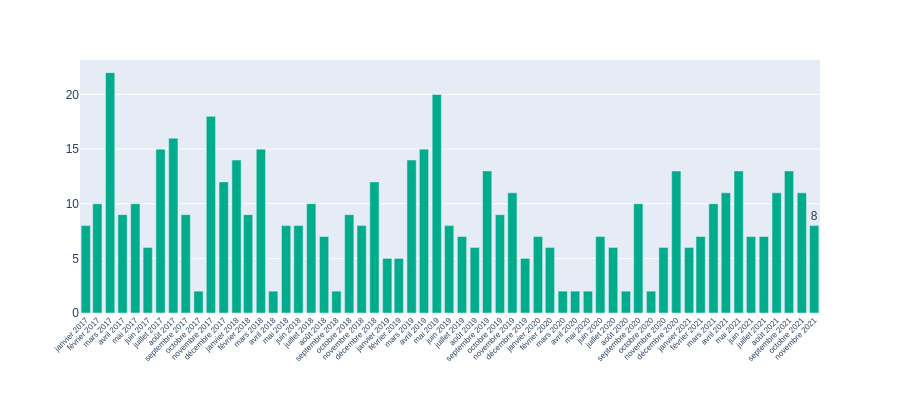 20
15
10
5
0
8
janvier 2017
février 2017
mars 2017
avril 2017
mai 2017
juin 2017
juillet 2017
août 2017
septembre 2017
octobre 2017
novembre 2017
décembre 2017
janvier 2018
février 2018
mars 2018
avril 2018
mai 2018
juin 2018
juillet 2018
août 2018
septembre 2018
octobre 2018
novembre 2018
décembre 2018
janvier 2019
février 2019
mars 2019
avril 2019
mai 2019
juin 2019
juillet 2019
août 2019
septembre 2019
octobre 2019
novembre 2019
décembre 2019
janvier 2020
février 2020
mars 2020
avril 2020
mai 2020
juin 2020
juillet 2020
août 2020
septembre 2020
octobre 2020
novembre 2020
décembre 2020
janvier 2021
février 2021
mars 2021
avril 2021
mai 2021
juin 2021
juillet 2021
août 2021
septembre 2021
octobre 2021
novembre 2021